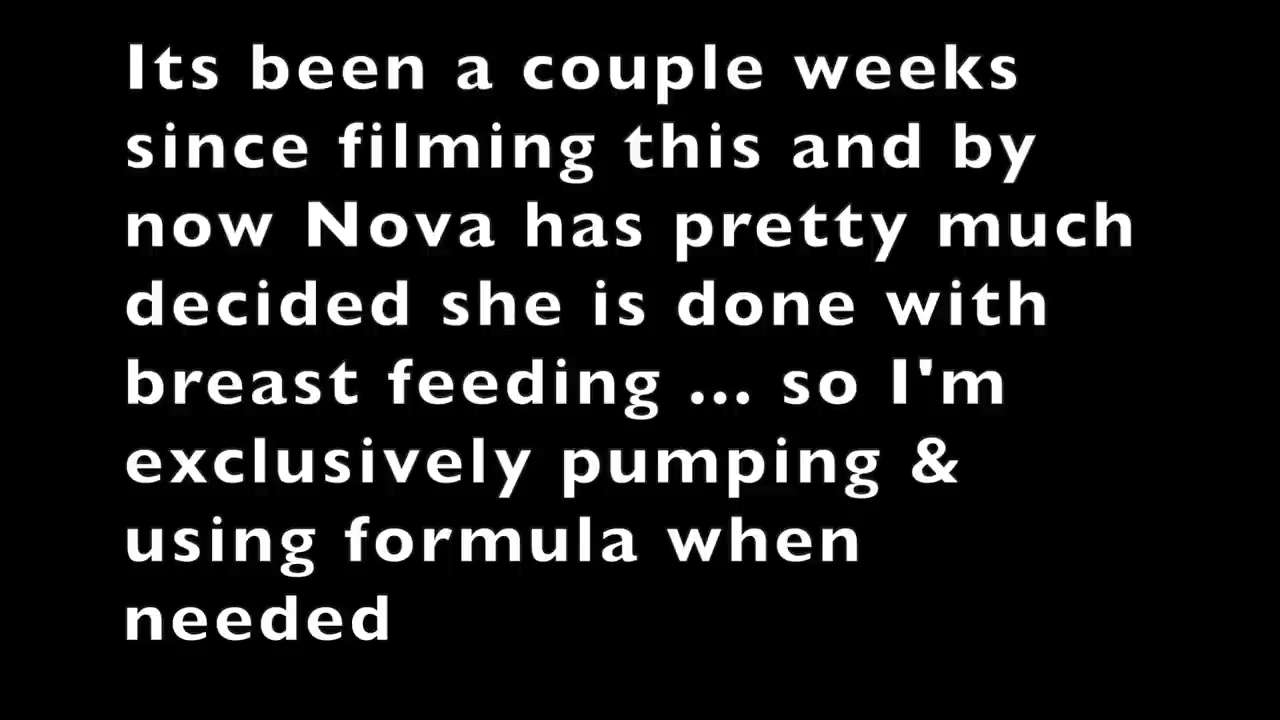 Its been a couple weeks
since filming this and by
now Nova has pretty much
decided she is done with
breast feeding ... so I'm
exclusively pumping &
using formula when
needed